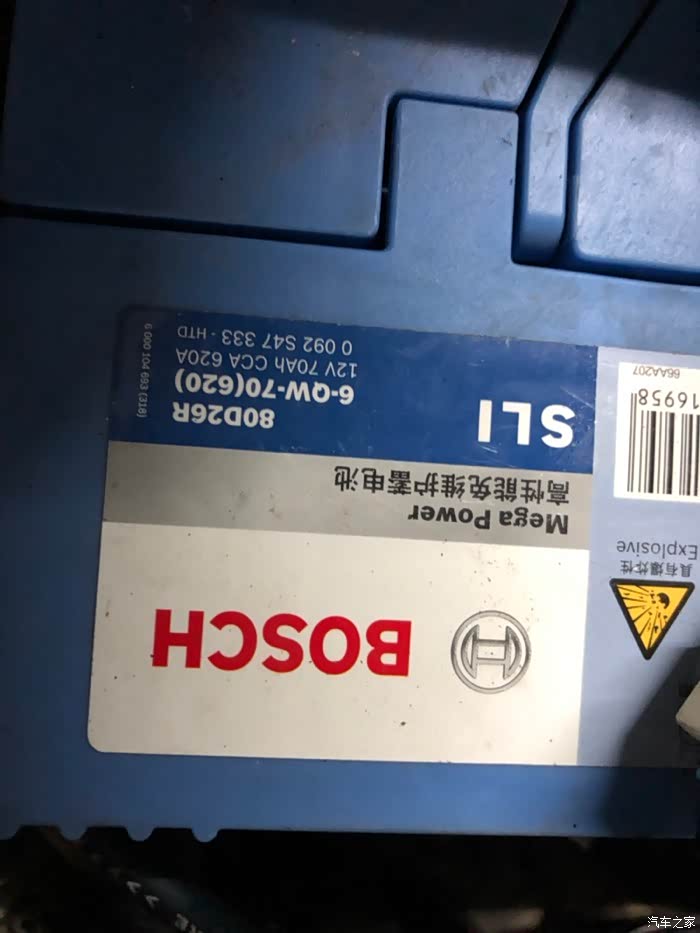 BOSCH
Mega Power
高性能免维护蓄电池
SLI
80D26R
6-QW-70(620)
12V 70Ah CCA 620A
0 092 S47 333 - HTD
6 000 104 693 (318)
具有爆炸性
Explosive
16958
66AA207
汽车之家